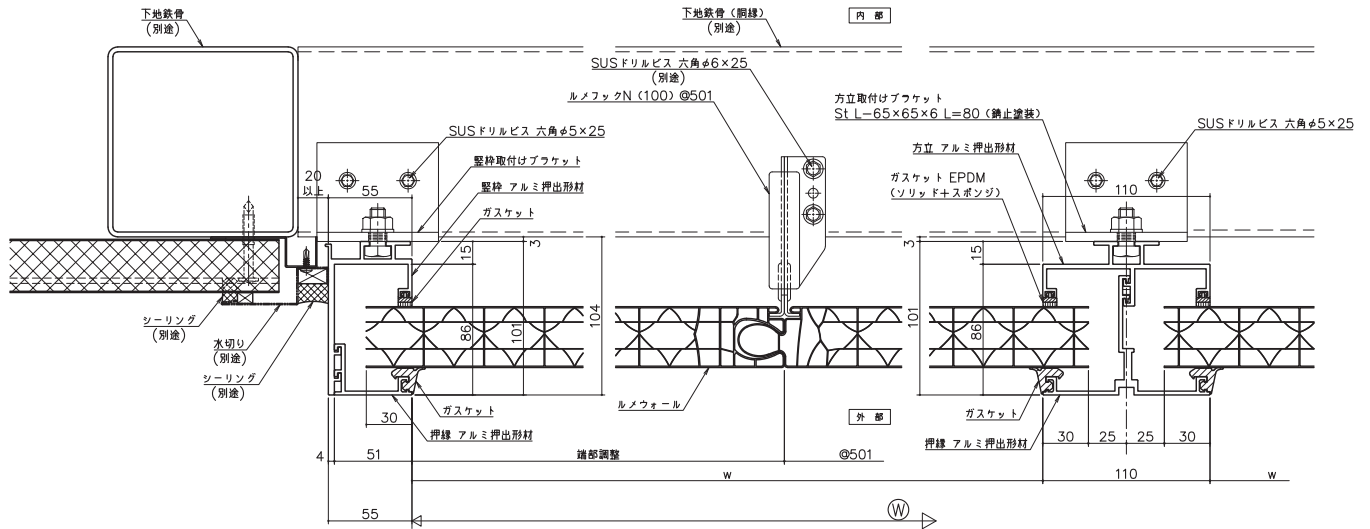 下地鉄骨
(別途)
下地鉄骨(胴縁)
(別途)
内 部
SUSドリルビス 六角φ6×25
(別途)
ルメフックN(100)@501
方立取付けブラケット
St L-65×65×6 L=80(錆止塗装)
SUSドリルビス 六角φ5×25
SUSドリルビス 六角φ5×25
竪枠取付けブラケット
方立 アルミ押出形材
20
以上
55
竪枠 アルミ押出形材
ガスケット EPDM
(ソリッド+スポンジ)
110
ガスケット
3
15
86
101
104
3
15
101
86
シーリング
(別途)
水切り
(別途)
シーリング
(別途)
ガスケット
ルメウォール
外 部
ガスケット
30
押縁 アルミ押出形材
30
25
25
30
押縁 アルミ押出形材
4
51
端部調整
@501
w
110
w
55
W